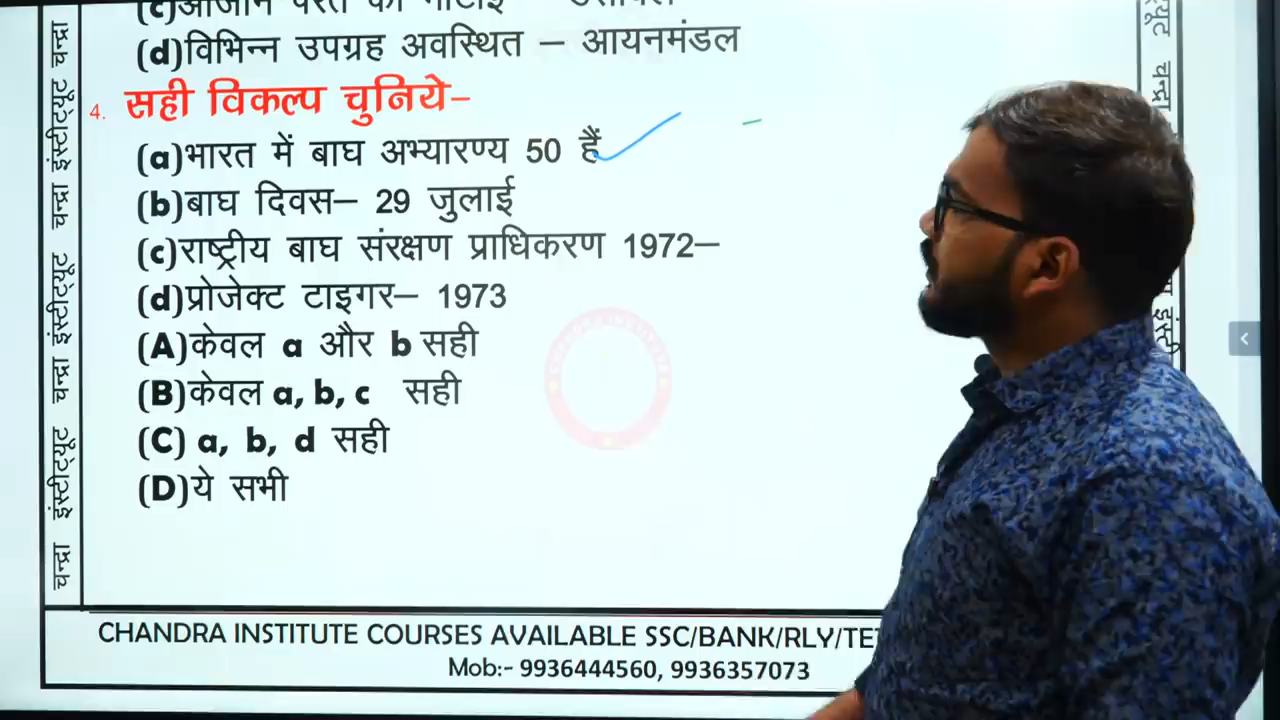 (d)विभिन्न उपग्रह अवस्थित – आयनमंडल
4. सही विकल्प चुनिये–
(a)भारत में बाघ अभ्यारण्य 50 हैं
(b)बाघ दिवस– 29 जुलाई
(c)राष्ट्रीय बाघ संरक्षण प्राधिकरण 1972–
(d)प्रोजेक्ट टाइगर– 1973
(A)केवल a और b सही
(B)केवल a, b, c सही
(C) a, b, d सही
(D)ये सभी
CHANDRA INSTITUTE COURSES AVAILABLE SSC/BANK/RLY/TE
Mob:- 9936444560, 9936357073
चन्द्रा इंस्टीट्यूट चन्द्रा इंस्टीट्यूट चन्द्रा